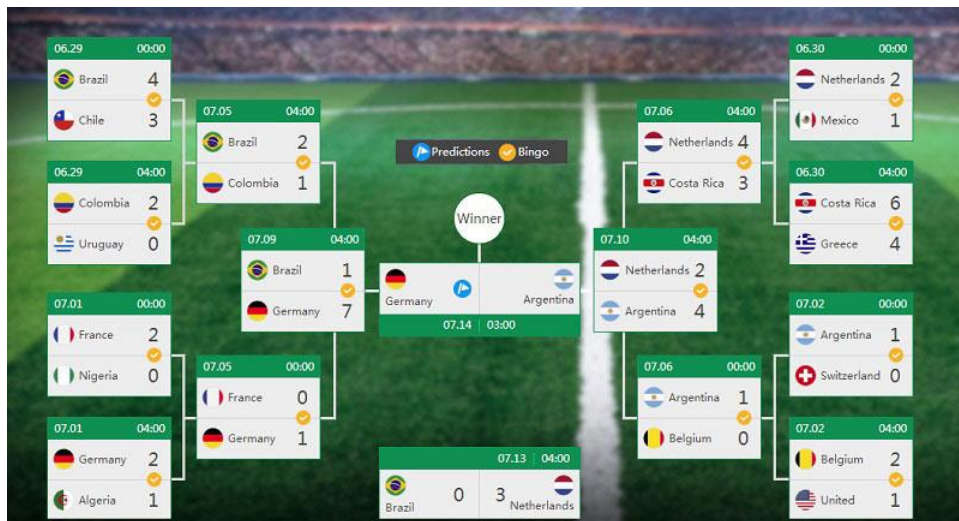 06.29 00:00
Brazil 4
Chile 3
06.29 04:00
Colombia 2
Uruguay 0
07.01 00:00
France 2
Nigeria 0
07.01 04:00
Germany 2
Algeria 1
07.05 04:00
Brazil 2
Colombia 1
07.05 00:00
France 0
Germany 1
07.09 04:00
Brazil 1
Germany 7
Predictions Bingo
Winner
Germany Argentina
07.14 03:00
07.13 04:00
0 3
Brazil Netherlands
07.10 04:00
Netherlands 2
Argentina 4
07.06 04:00
Netherlands 4
Costa Rica 3
07.06 00:00
Argentina 1
Belgium 0
06.30 00:00
Netherlands 2
Mexico 1
06.30 04:00
Costa Rica 6
Greece 4
07.02 00:00
Argentina 1
Switzerland 0
07.02 04:00
Belgium 2
United 1